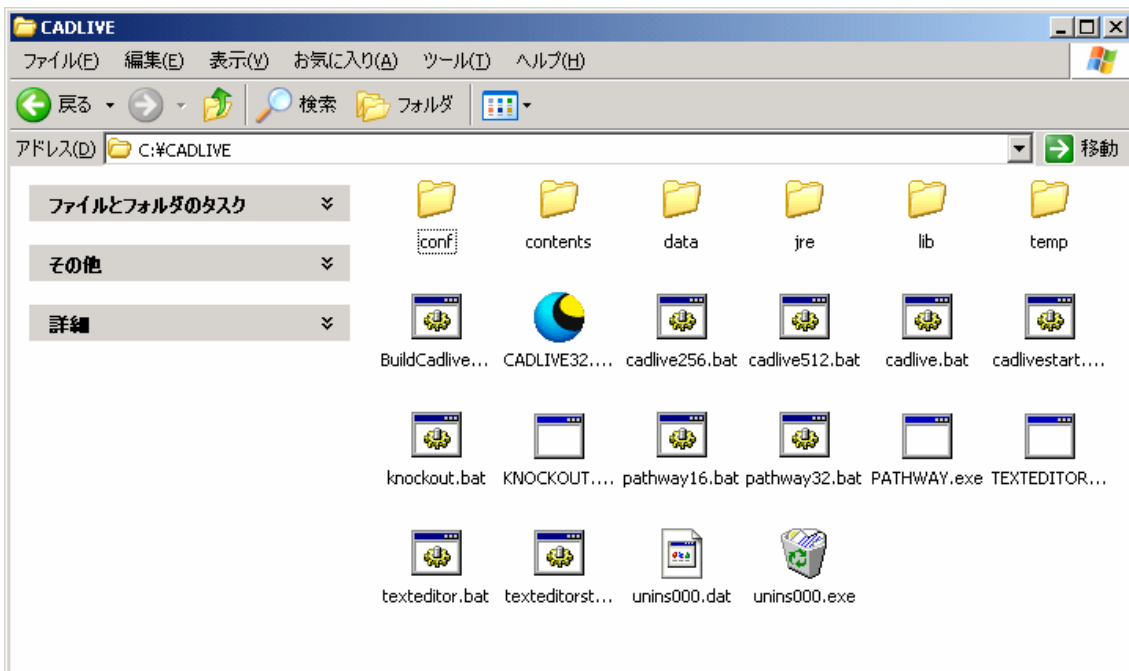 CADLIVE
ファイル(F) 編集(E) 表示(V) お気に入り(A) ツール(T) ヘルプ(H)
戻る 検索 フォルダ
アドレス(D) C:¥CADLIVE 移動
ファイルとフォルダのタスク
その他
詳細
conf contents data jre lib temp
BuildCadlive... CADLIVE32.... cadlive256.bat cadlive512.bat cadlive.bat cadlivestart....
knockout.bat KNOCKOUT.... pathway16.bat pathway32.bat PATHWAY.exe TEXTEDITOR...
texteditor.bat texteditorst... unins000.dat unins000.exe